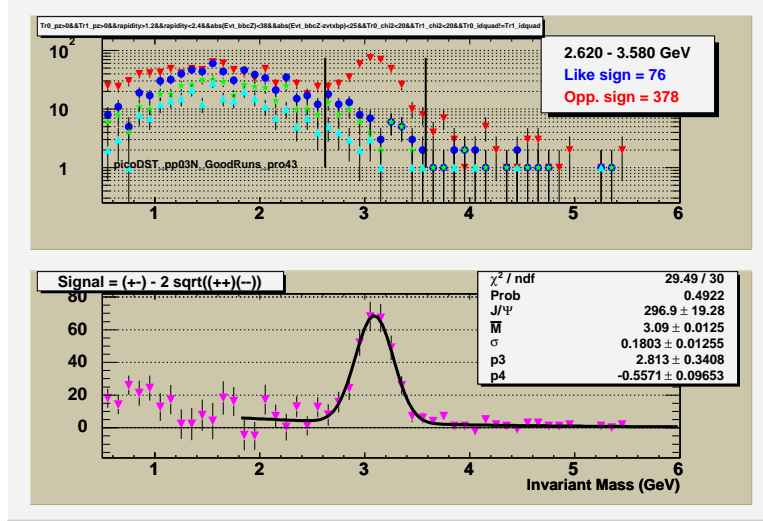 Tr0_pz>0&&Tr1_pz>0&&rapidity>1.2&&rapidity<2.4&&abs(Evt_bbcZ)<38&&abs(Evt_bbcZ-zvtxbp)<25&&Tr0_chi2<20&&Tr1_chi2<20&&Tr0_idquad!=Tr1_idquad
10²
2.620 - 3.580 GeV
Like sign = 76
Opp. sign = 378
10
1
picoDST_pp03N_GoodRuns_pro43
1 2 3 4 5 6
Signal = (+-) - 2 sqrt((++)(--))
χ² / ndf 29.49 / 30
Prob 0.4922
J/Ψ 296.9 ± 19.28
M̅ 3.09 ± 0.0125
σ 0.1803 ± 0.01255
p3 2.813 ± 0.3408
p4 -0.5571 ± 0.09653
80
60
40
20
0
1 2 3 4 5 6
Invariant Mass (GeV)